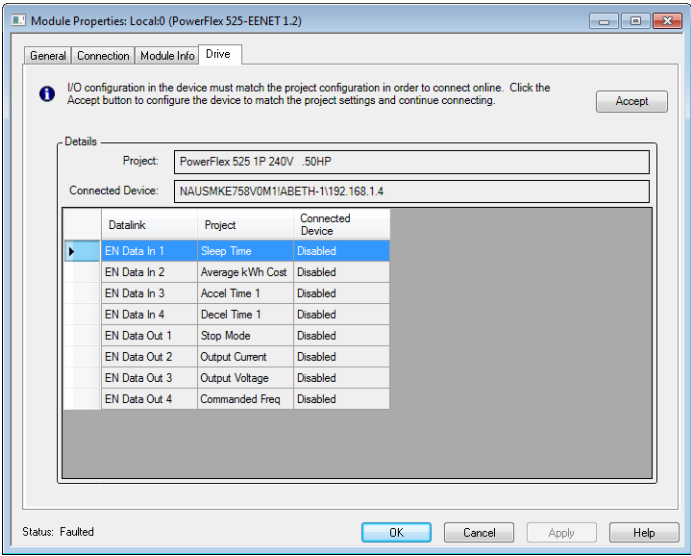 Module Properties: Local:0 (PowerFlex 525-EENET 1.2)
General Connection Module Info Drive
I/O configuration in the device must match the project configuration in order to connect online. Click the
Accept button to configure the device to match the project settings and continue connecting.
Accept
Details
Project: PowerFlex 525 1P 240V .50HP
Connected Device: NAUSMKE758V0M1!ABETH-1\192.168.1.4
Datalink Project Connected
Device
EN Data In 1 Sleep Time Disabled
EN Data In 2 Average kWh Cost Disabled
EN Data In 3 Accel Time 1 Disabled
EN Data In 4 Decel Time 1 Disabled
EN Data Out 1 Stop Mode Disabled
EN Data Out 2 Output Current Disabled
EN Data Out 3 Output Voltage Disabled
EN Data Out 4 Commanded Freq Disabled
Status: Faulted OK Cancel Apply Help